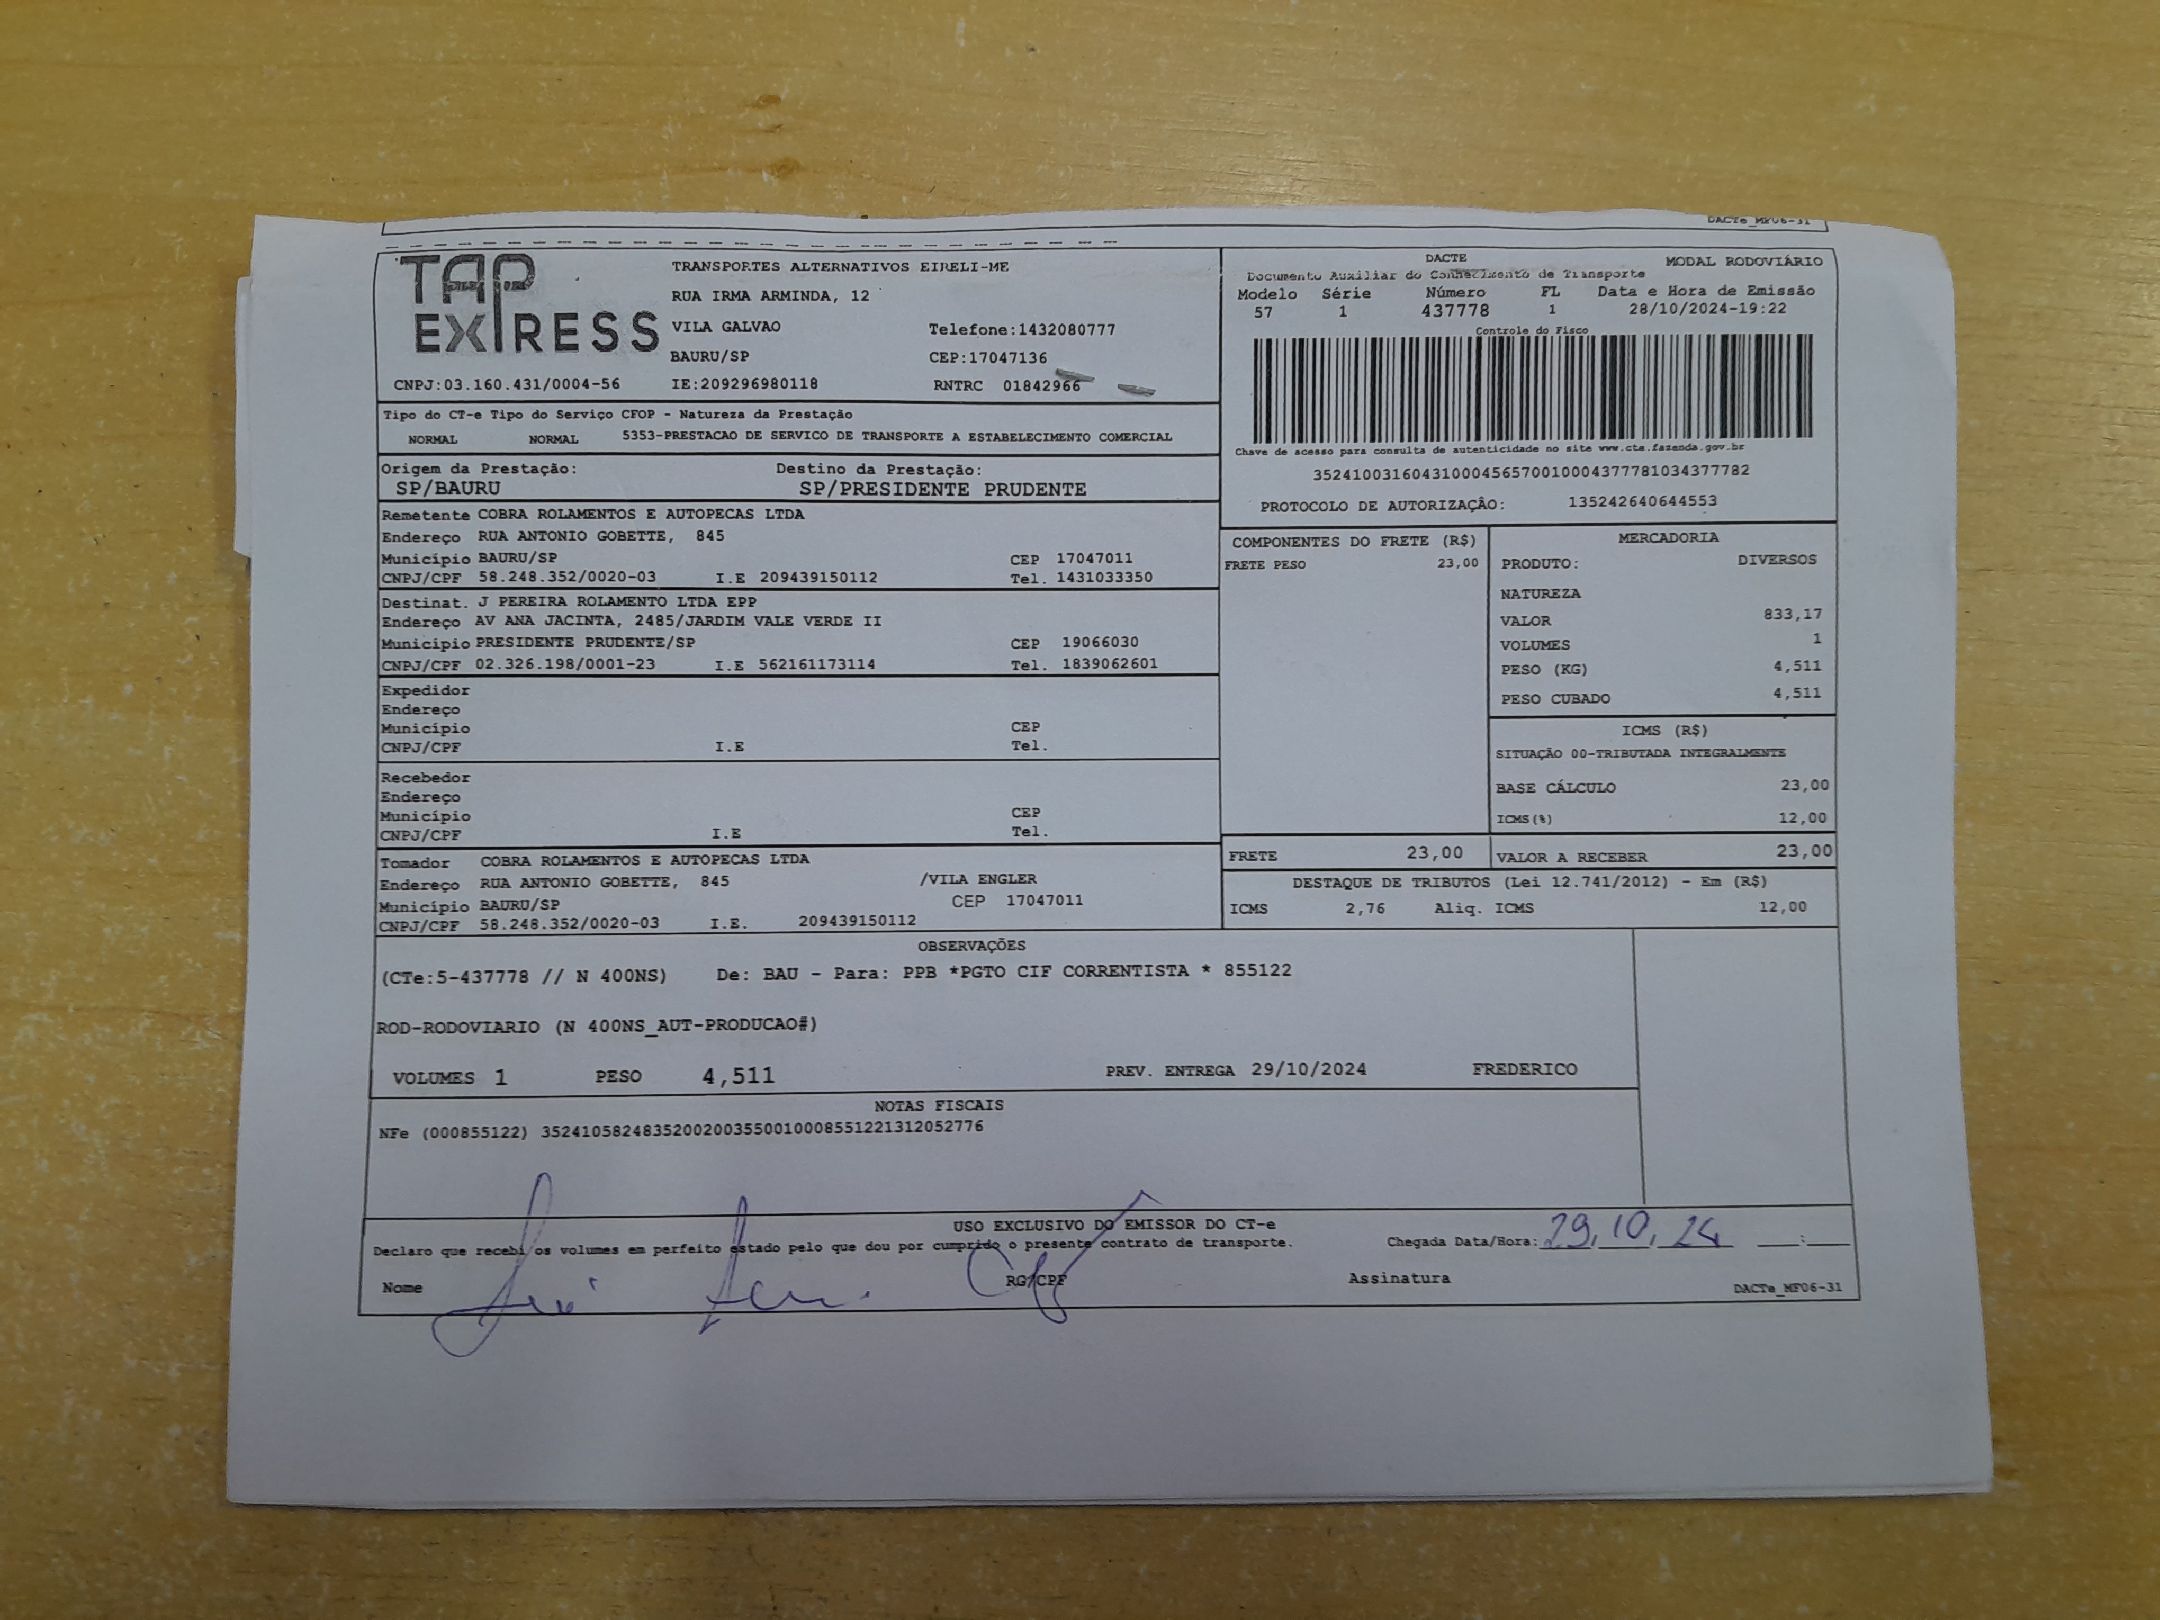 DACTe_MF06-31
TAP EXPRESS
TRANSPORTES ALTERNATIVOS EIRELI-ME
RUA IRMA ARMINDA, 12
VILA GALVAO Telefone:1432080777
BAURU/SP CEP:17047136
CNPJ:03.160.431/0004-56 IE:209296980118 RNTRC 01842966
DACTE MODAL RODOVIÁRIO
Documento Auxiliar do Conhecimento de Transporte
Modelo Série Número FL Data e Hora de Emissão
57 1 437778 1 28/10/2024-19:22
Controle do Fisco
Chave de acesso para consulta de autenticidade no site www.cte.fazenda.gov.br
35241003160431000456570010004377781034377782
PROTOCOLO DE AUTORIZAÇÂO: 135242640644553
Tipo do CT-e Tipo do Serviço CFOP - Natureza da Prestação
NORMAL NORMAL 5353-PRESTACAO DE SERVICO DE TRANSPORTE A ESTABELECIMENTO COMERCIAL
Origem da Prestação: Destino da Prestação:
SP/BAURU SP/PRESIDENTE PRUDENTE
Remetente COBRA ROLAMENTOS E AUTOPECAS LTDA
Endereço RUA ANTONIO GOBETTE, 845
Município BAURU/SP CEP 17047011
CNPJ/CPF 58.248.352/0020-03 I.E 209439150112 Tel. 1431033350
Destinat. J PEREIRA ROLAMENTO LTDA EPP
Endereço AV ANA JACINTA, 2485/JARDIM VALE VERDE II
Município PRESIDENTE PRUDENTE/SP CEP 19066030
CNPJ/CPF 02.326.198/0001-23 I.E 562161173114 Tel. 1839062601
Expedidor
Endereço
Município CEP
CNPJ/CPF I.E Tel.
Recebedor
Endereço
Município CEP
CNPJ/CPF I.E Tel.
Tomador COBRA ROLAMENTOS E AUTOPECAS LTDA
Endereço RUA ANTONIO GOBETTE, 845 /VILA ENGLER
Município BAURU/SP CEP 17047011
CNPJ/CPF 58.248.352/0020-03 I.E. 209439150112
COMPONENTES DO FRETE (R$)
FRETE PESO 23,00
MERCADORIA
PRODUTO: DIVERSOS
NATUREZA
VALOR 833,17
VOLUMES 1
PESO (KG) 4,511
PESO CUBADO 4,511
ICMS (R$)
SITUAÇÃO 00-TRIBUTADA INTEGRALMENTE
BASE CÁLCULO 23,00
ICMS(%) 12,00
FRETE 23,00 VALOR A RECEBER 23,00
DESTAQUE DE TRIBUTOS (Lei 12.741/2012) - Em (R$)
ICMS 2,76 Aliq. ICMS 12,00
OBSERVAÇÕES
(CTe:5-437778 // N 400NS) De: BAU - Para: PPB *PGTO CIF CORRENTISTA * 855122
ROD-RODOVIARIO (N 400NS_AUT-PRODUCAO#)
VOLUMES 1 PESO 4,511 PREV. ENTREGA 29/10/2024 FREDERICO
NOTAS FISCAIS
NFe (000855122) 35241058248352002003550010008551221312052776
USO EXCLUSIVO DO EMISSOR DO CT-e
Declaro que recebi os volumes em perfeito estado pelo que dou por cumprido o presente contrato de transporte. Chegada Data/Hora: 29,10,24 __:__
Nome RG/CPF Assinatura DACTe_MF06-31